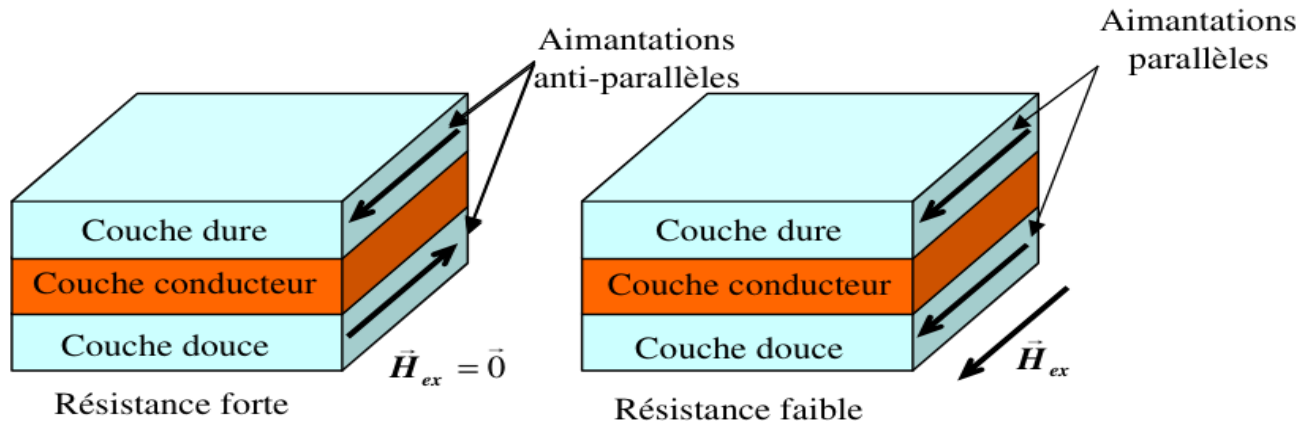 Aimantations
anti-parallèles
Couche dure
Couche conducteur
Couche douce
H⃗ ex = 0⃗
Résistance forte
Aimantations
parallèles
Couche dure
Couche conducteur
Couche douce
H⃗ ex
Résistance faible